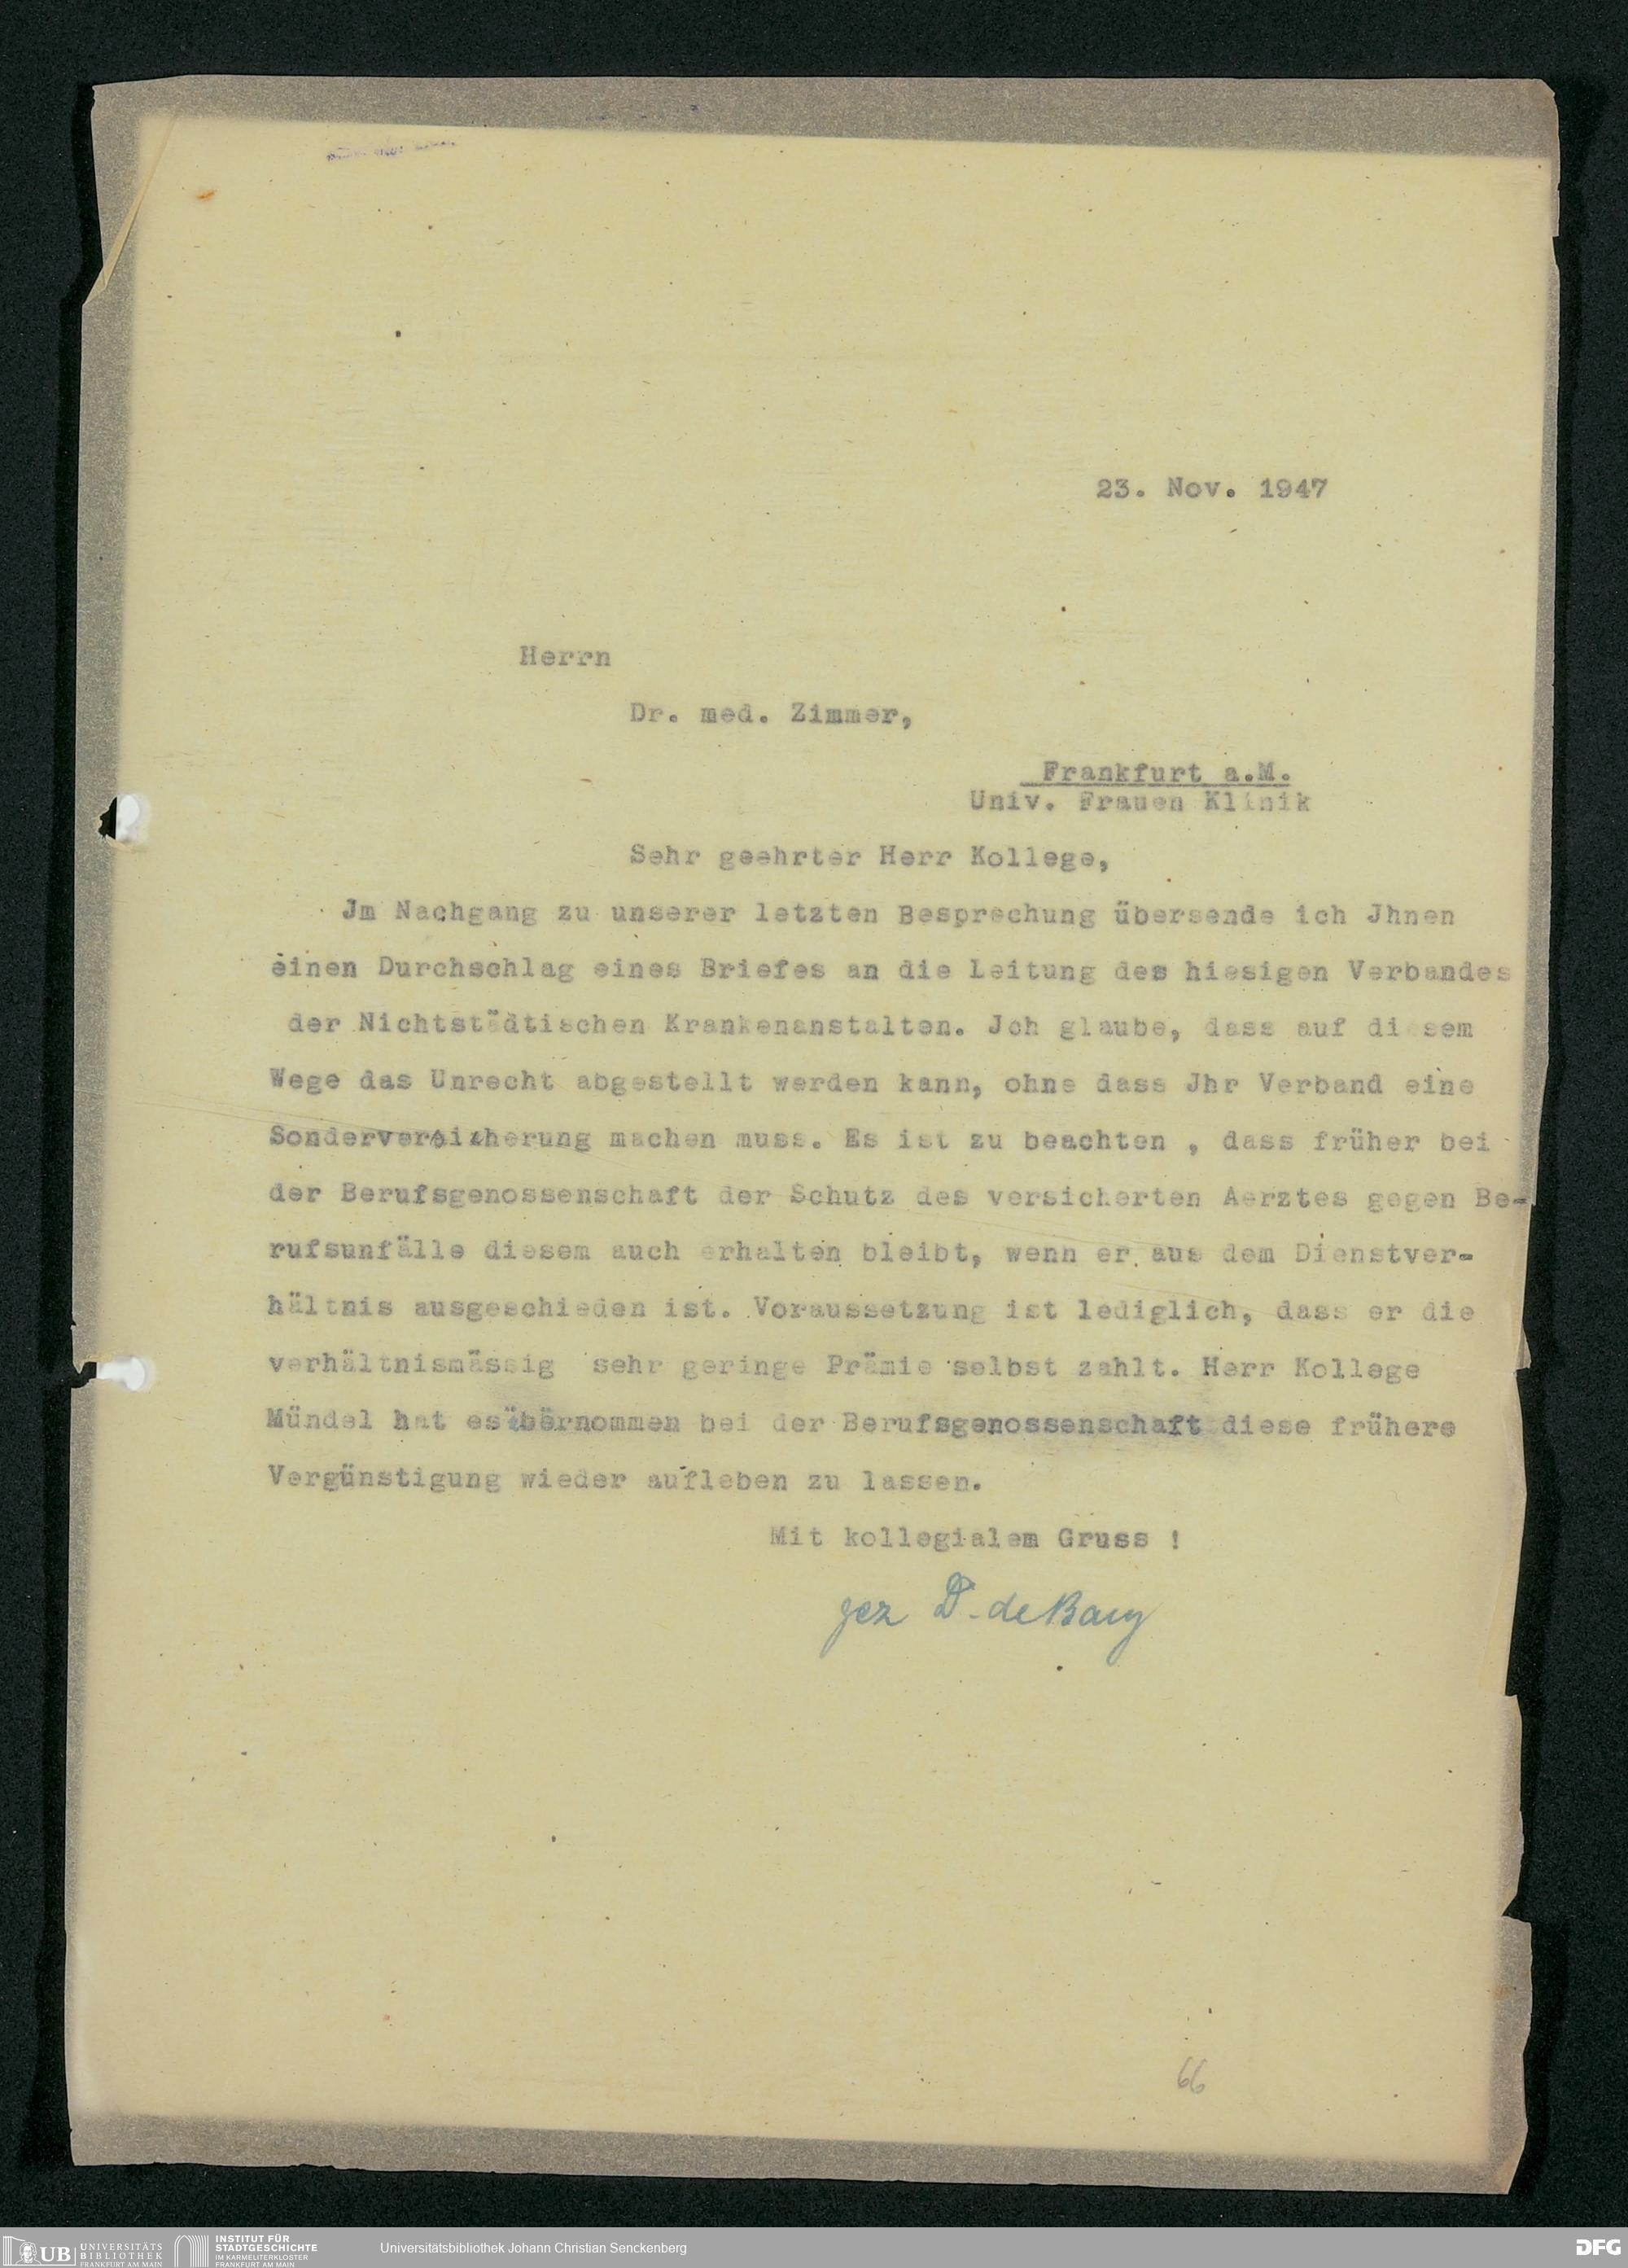 23. Nov. 1947
Herrn
Dr. med. Zimmer,
Frankfurt a.M.
Univ. Frauen Klinik
Sehr geehrter Herr Kollege,
Jm Nachgang zu unserer letzten Besprechung übersende ich Jhnen
einen Durchschlag eines Briefes an die Leitung des hiesigen Verbandes
der Nichtstädtischen Krankenanstalten. Jch glaube, dass auf diesem
Wege das Unrecht abgestellt werden kann, ohne dass Jhr Verband eine
Sonderversicherung machen muss. Es ist zu beachten , dass früher bei
der Berufsgenossenschaft der Schutz des versicherten Aerztes gegen Be-
rufsunfälle diesem auch erhalten bleibt, wenn er aus dem Dienstver-
hältnis ausgeschieden ist. Voraussetzung ist lediglich, dass er die
verhältnismässig sehr geringe Prämie selbst zahlt. Herr Kollege
Mündel hat es übernommen bei der Berufsgenossenschaft diese frühere
Vergünstigung wieder aufleben zu lassen.
Mit kollegialem Gruss !
gez Dr. de Bary
66
UB UNIVERSITÄTS
BIBLIOTHEK
FRANKFURT AM MAIN
INSTITUT FÜR
STADTGESCHICHTE
IM KARMELITERKLOSTER
FRANKFURT AM MAIN
Universitätsbibliothek Johann Christian Senckenberg
DFG